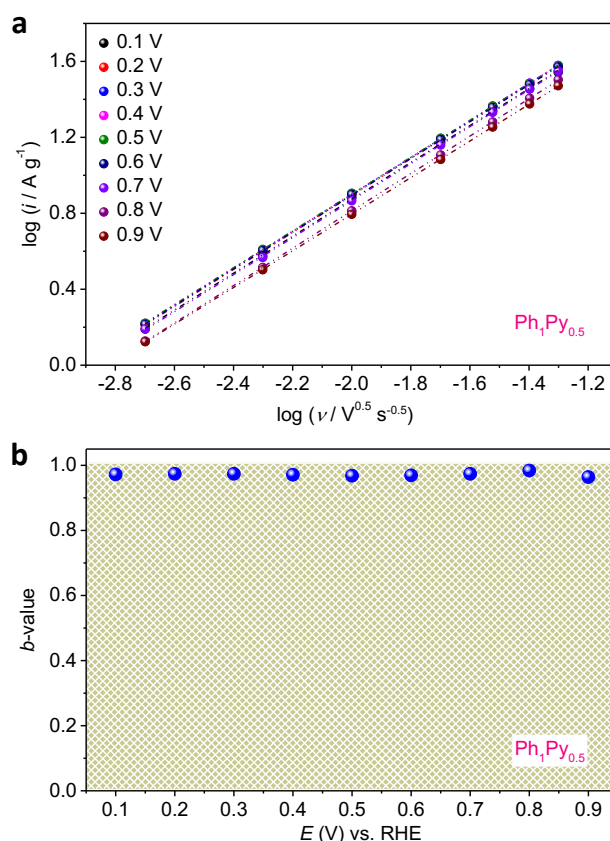 a
0.1 V
0.2 V
0.3 V
0.4 V
0.5 V
0.6 V
0.7 V
0.8 V
0.9 V
log (i / A g⁻¹)
1.6
1.2
0.8
0.4
0.0
Ph₁Py₀.₅
-2.8 -2.6 -2.4 -2.2 -2.0 -1.8 -1.6 -1.4 -1.2
log (ν / V⁰·⁵ s⁻⁰·⁵)
b
b-value
1.0
0.8
0.6
0.4
0.2
0.0
Ph₁Py₀.₅
0.1 0.2 0.3 0.4 0.5 0.6 0.7 0.8 0.9
E (V) vs. RHE